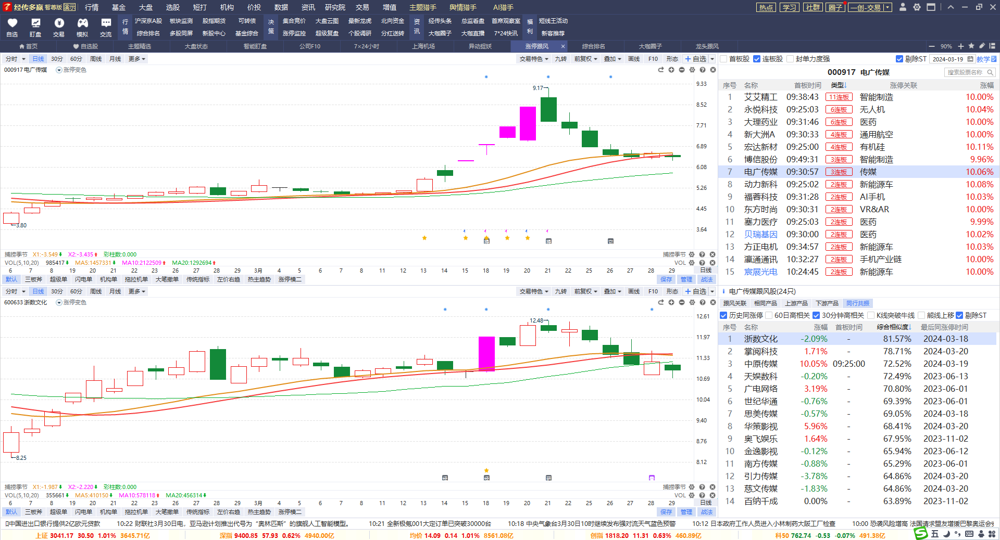 经传多赢 智尊版 演示 行情 基金 大盘 选股 短打 机构 价投 数据 资讯 研究院 交易 增值 主题猎手 舆情猎手 AI猎手 热点 学习 社群 圈子 一创-交易
自选 盯盘 交易 模拟 交流
行情 沪深京A股 板块监测 股指期货 可转债 决策 集合竞价 大盘云图 最新龙虎 北向资金 资讯 经传头条 总监看盘 首席观察室 福利 短线王活动
综合排名 多股同屏 新股中心 基金综合 涨停监控 超级复盘 个股调研 分红送转 大咖圈子 大咖直播 7*24快讯 新客推荐
首页 自选股 主题精选 大盘状态 智能盯盘 公司F10 7×24小时 上海机场 异动捉妖 涨停跟风 × 综合排名 大咖圈子 龙头跟风 90%
分时 日线 30分 60分 周线 月线 更多 交易特色 九转 前复权 叠加 画线 F10 形态 +自选
000917 电广传媒 涨停变色
9.33
8.52
7.71
6.89
6.08
5.26
4.45
3.64
9.17
3.80
捕捞季节 X1:-3.549 X2:-3.435 彩柱数:0.000 捕捞季节
VOL(5,10,20) 985417 MA5:1457331 MA10:2122509 MA20:1292694 VOL
6 7 8 19 20 21 22 23 26 27 28 29 3月 4 5 6 7 8 11 12 13 14 15 18 19 20 21 22 25 26 27 28 29 日线
默认 三板斧 超级单 闪电单 机构单 拖拉机单 大笔撤单 传统指标 左价右趋 热主趋势 涨停横二 保存 管理 战法
分时 日线 30分 60分 周线 月线 更多 交易特色 九转 前复权 叠加 画线 F10 形态 +自选
600633 浙数文化 涨停变色
12.61
11.97
11.33
10.69
10.04
9.40
8.76
8.12
12.48
8.25
研
捕捞季节 X1:-1.987 X2:-2.220 彩柱数:0.000 捕捞季节
VOL(5,10,20) 355661 MA5:410150 MA10:578118 MA20:456314 VOL
6 7 8 19 20 21 22 23 26 27 28 29 3月 4 5 6 7 8 11 12 13 14 15 18 19 20 21 22 25 26 27 28 29 日线
默认 三板斧 超级单 闪电单 机构单 拖拉机单 大笔撤单 传统指标 左价右趋 热主趋势 涨停横二 保存 管理 战法
首板股 连板股 封单力度强 剔除ST 2024-03-19 教学
000917 电广传媒 搜索股票名称
序号 名称 首板时间 类型↓ 涨停关联 涨幅
1 艾艾精工 09:38:43 11连板 智能制造 10.00%
2 永悦科技 09:25:03 6连板 无人机 10.04%
3 大理药业 09:31:46 6连板 医药 10.00%
4 新大洲A 09:30:33 4连板 通用航空 10.00%
5 宏达新材 09:25:00 4连板 有机硅 10.11%
6 博信股份 09:49:31 3连板 智能制造 9.96%
7 电广传媒 09:30:57 3连板 传媒 10.06%
8 动力新科 09:25:02 2连板 新能源车 10.08%
9 福蓉科技 09:31:28 2连板 AI手机 10.03%
10 东方时尚 09:30:31 2连板 VR&AR 10.00%
11 塞力医疗 09:25:03 2连板 医药 9.99%
12 贝瑞基因 09:30:00 2连板 医药 10.02%
13 方正电机 09:34:57 2连板 新能源车 10.03%
14 瀛通通讯 10:32:27 2连板 手机产业链 10.00%
15 宸展光电 10:24:45 2连板 新能源车 10.00%
电广传媒跟风股(24只)
跟风关联 相同产品 上游产品 下游产品 同行共振
历史同涨停 60日高相关 30分钟高相关 K线突破牛线 熊线上移 剔除ST
序号 名称 涨幅 首板时间 综合相似度↓ 最后同涨停时间
1 浙数文化 -2.09% - 81.57% 2024-03-18
2 掌阅科技 1.71% - 78.71% 2024-03-20
3 中原传媒 10.05% 09:25:00 72.52% 2024-03-19
4 天娱数科 -0.20% - 72.49% 2023-06-13
5 广电网络 3.19% - 70.80% 2023-06-01
6 世纪华通 -0.76% - 69.39% 2023-06-01
7 思美传媒 -0.57% - 69.05% 2024-03-18
8 华策影视 5.96% - 68.41% 2024-03-20
9 奥飞娱乐 1.64% - 67.95% 2023-11-02
10 金逸影视 -0.12% - 65.94% 2023-06-12
11 南方传媒 -0.88% - 65.29% 2023-06-01
12 引力传媒 -3.78% - 64.86% 2024-03-20
13 慈文传媒 -1.83% - 64.86% 2024-03-20
14 百纳千成 0.00% - 63.89% 2023-11-02
中国进出口银行提供2亿欧元贷款 10:22 财联社3月30日电，亚马逊计划推出代号为“奥林匹斯”的旗舰人工智能模型。 10:21 全新极氪001大定订单已突破30000台 10:18 中央气象台3月30日10时继续发布强对流天气蓝色预警 10:12 日本政府工作人员进入小林制药大阪工厂检查 10:00 恐袭风险增高 法国请求盟友增援巴黎奥运会
上证 3041.17 30.50 1.01% 3645.71亿 深指 9400.85 57.93 0.62% 4940.00亿 均价 14.09 0.14 1.01% 8561.08亿 创指 1818.20 11.31 0.63% 460.89亿 科50 762.74 -0.53 -0.07% 491.38亿 五